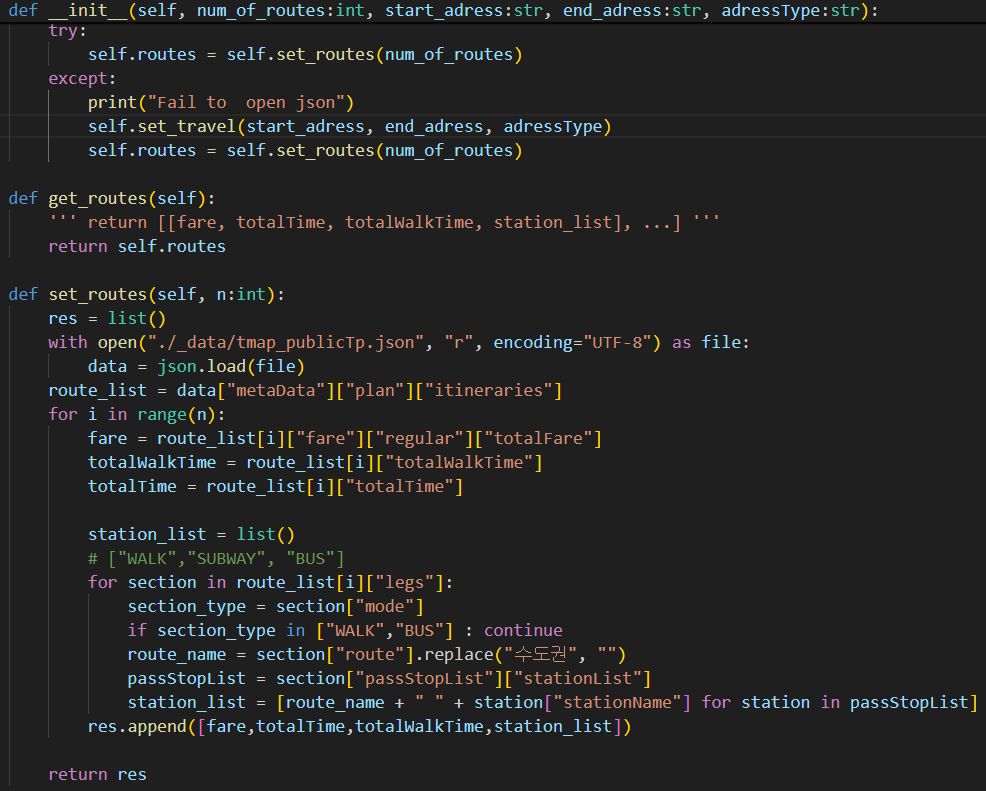 def __init__(self, num_of_routes:int, start_adress:str, end_adress:str, adressType:str):
    try:
        self.routes = self.set_routes(num_of_routes)
    except:
        print("Fail to  open json")
        self.set_travel(start_adress, end_adress, adressType)
        self.routes = self.set_routes(num_of_routes)

def get_routes(self):
    ''' return [[fare, totalTime, totalWalkTime, station_list], ...] '''
    return self.routes

def set_routes(self, n:int):
    res = list()
    with open("./_data/tmap_publicTp.json", "r", encoding="UTF-8") as file:
        data = json.load(file)
    route_list = data["metaData"]["plan"]["itineraries"]
    for i in range(n):
        fare = route_list[i]["fare"]["regular"]["totalFare"]
        totalWalkTime = route_list[i]["totalWalkTime"]
        totalTime = route_list[i]["totalTime"]

        station_list = list()
        # ["WALK","SUBWAY", "BUS"]
        for section in route_list[i]["legs"]:
            section_type = section["mode"]
            if section_type in ["WALK","BUS"] : continue
            route_name = section["route"].replace("수도권", "")
            passStopList = section["passStopList"]["stationList"]
            station_list = [route_name + " " + station["stationName"] for station in passStopList]
        res.append([fare,totalTime,totalWalkTime,station_list])

    return res